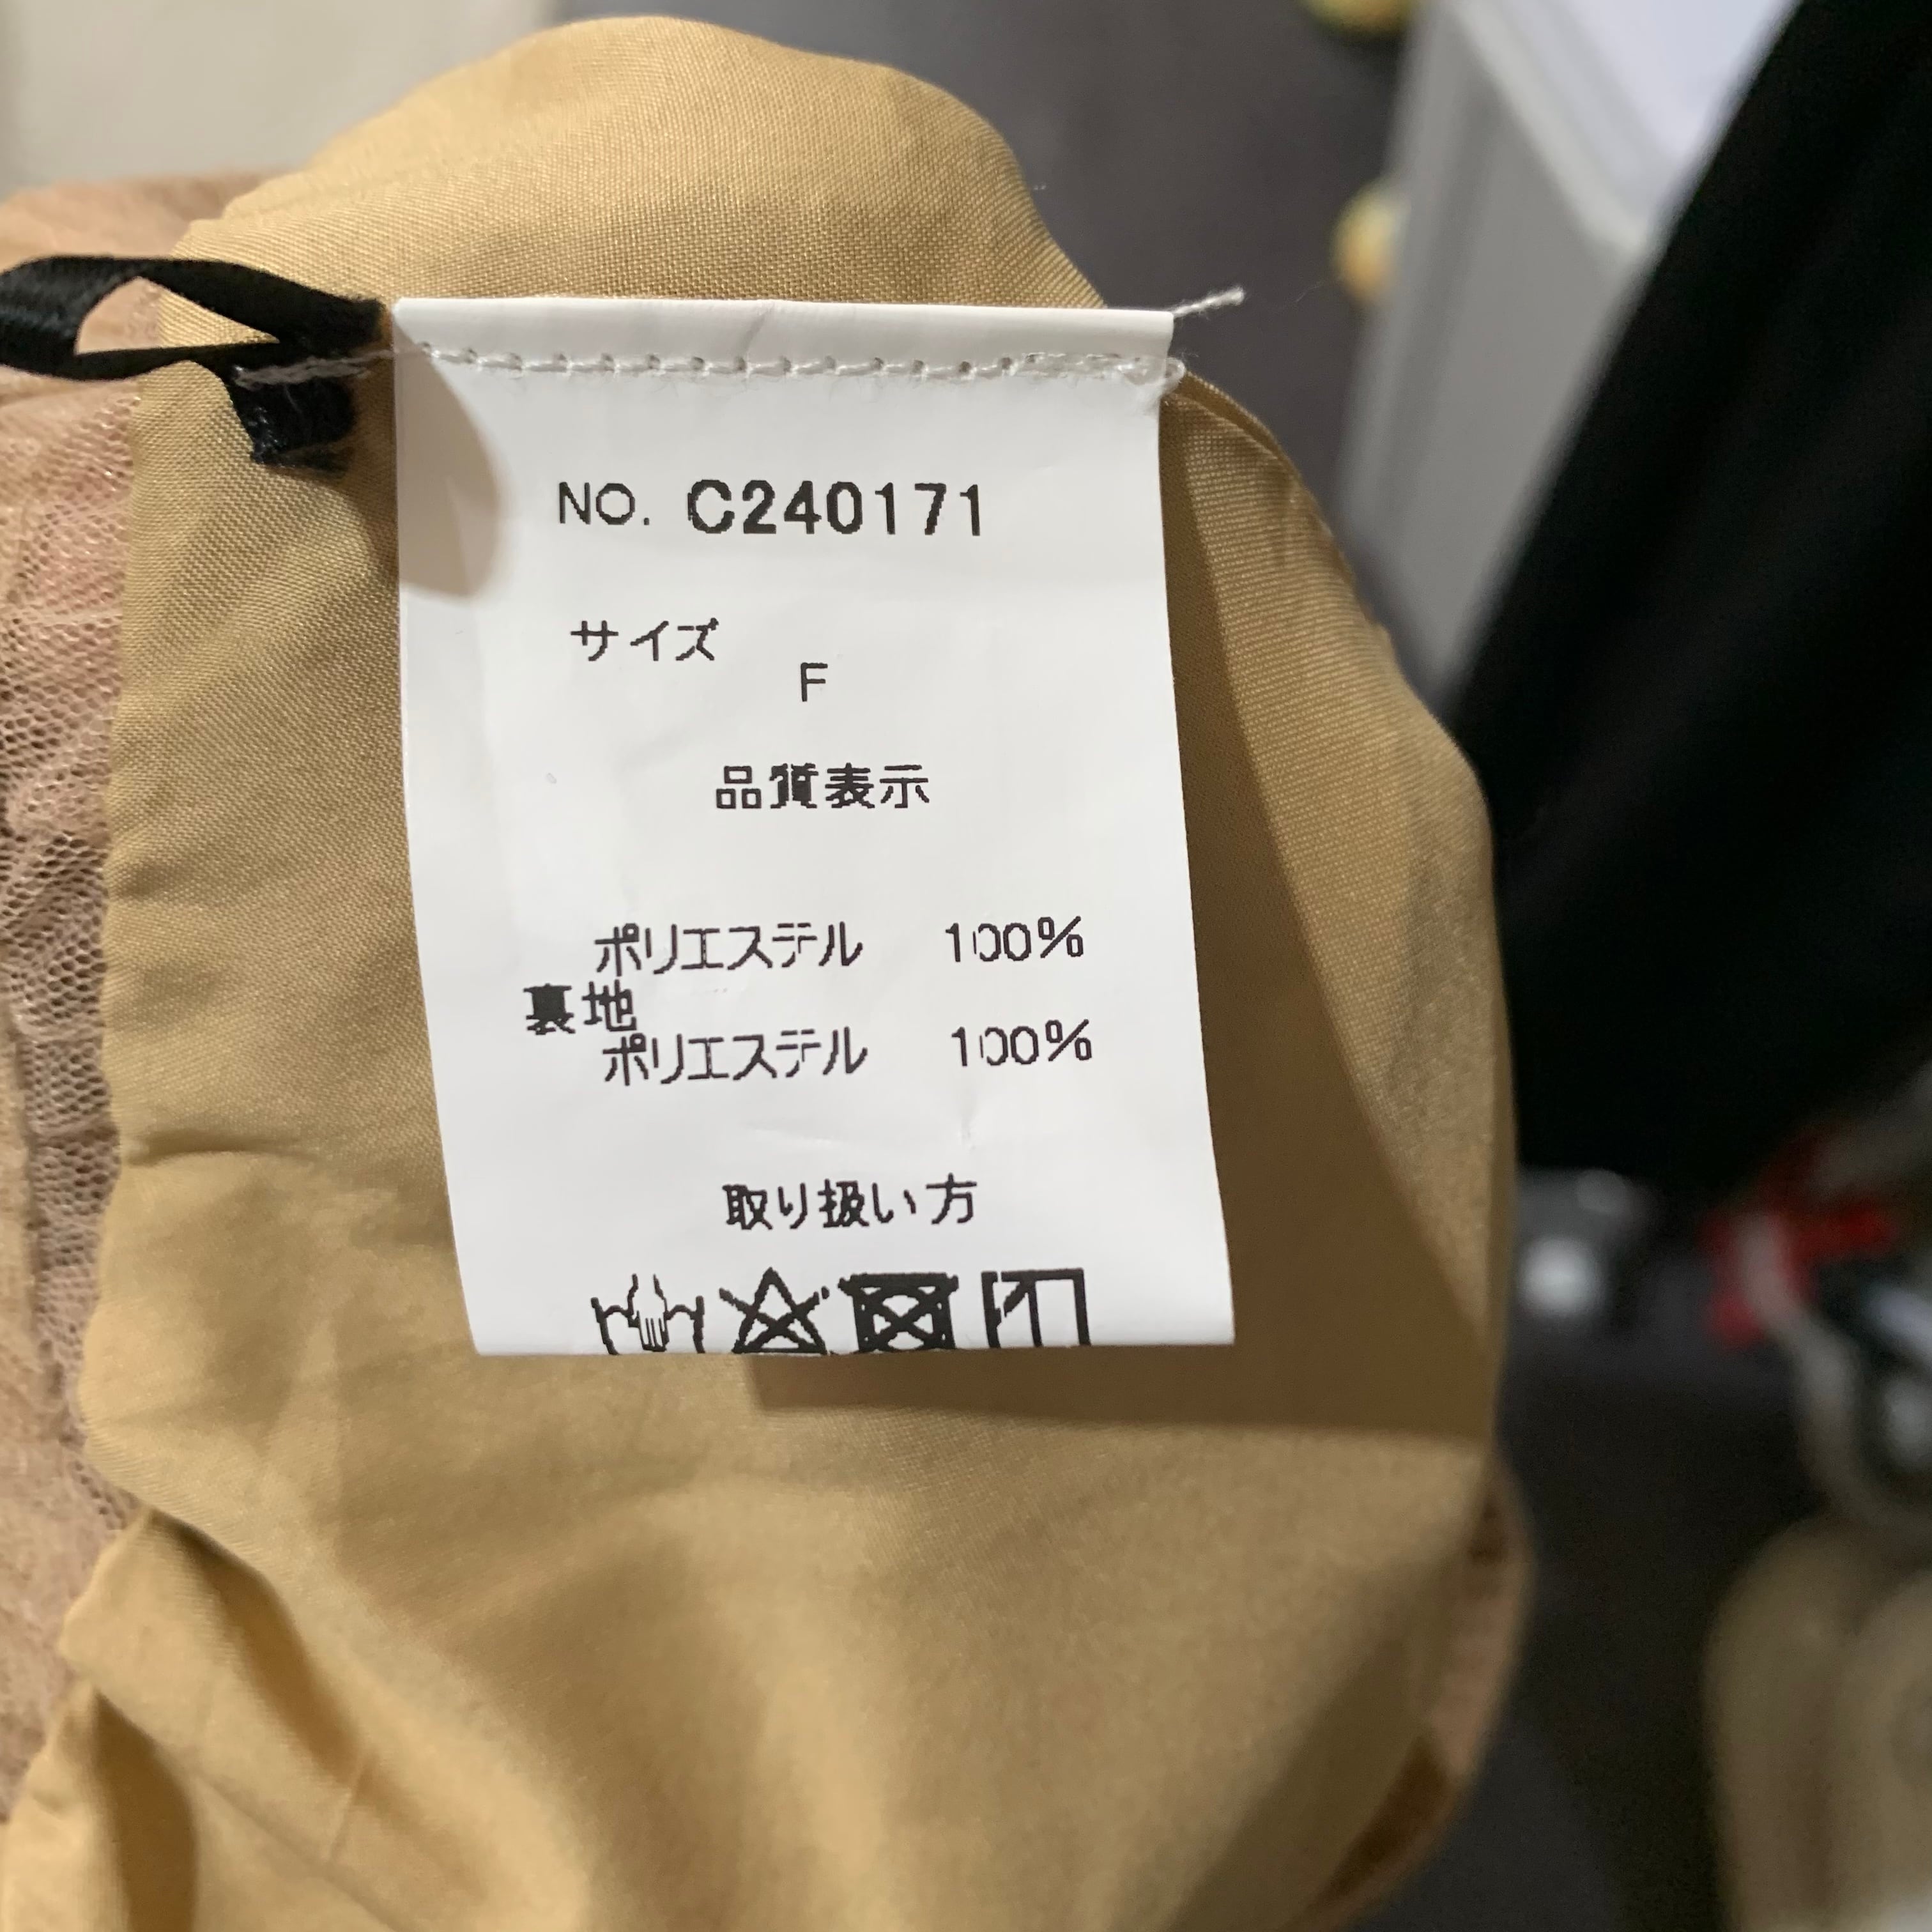 NO. C240171
サイズ
F
品質表示
ポリエステル 100%
裏地
ポリエステル 100%
取り扱い方